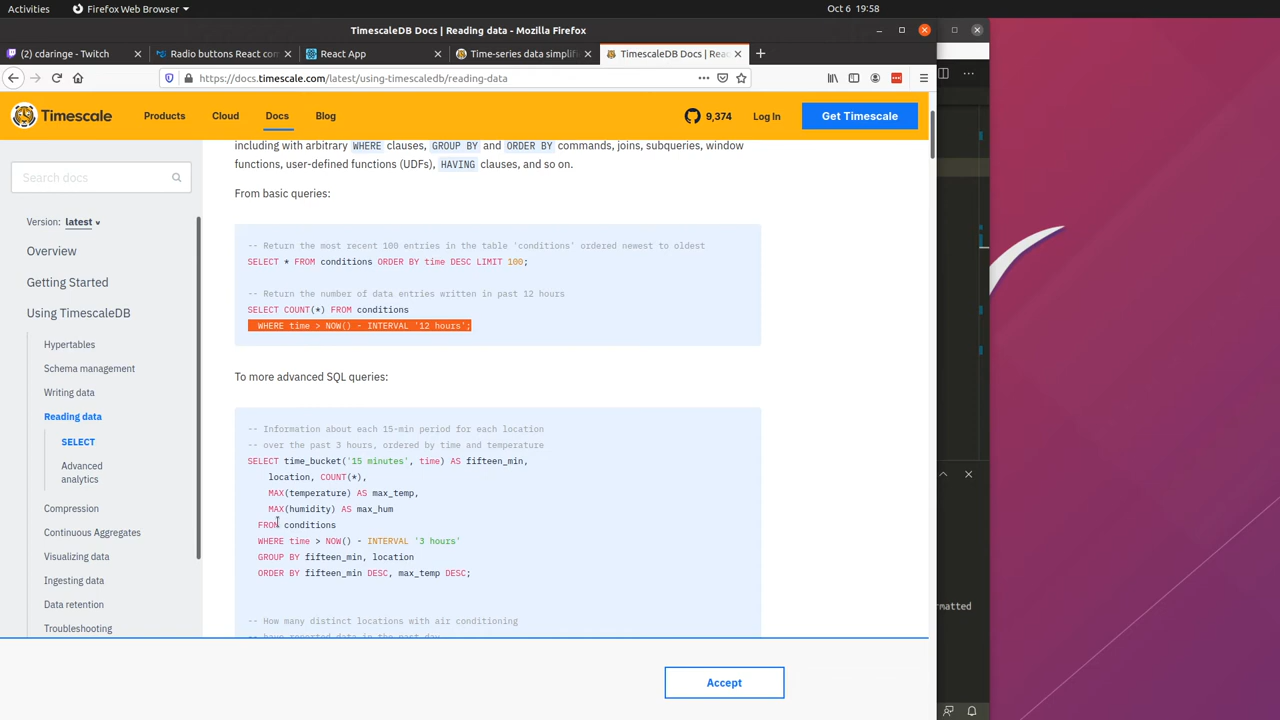 Activities
Firefox Web Browser
Oct 6 19:58
TimescaleDB Docs | Reading data - Mozilla Firefox
(2) cdaringe - Twitch
Radio buttons React com
React App
Time-series data simplifi
TimescaleDB Docs | Rea
https://docs.timescale.com/latest/using-timescaledb/reading-data
Timescale
Products
Cloud
Docs
Blog
9,374
Log In
Get Timescale
Search docs
Version: latest
Overview
Getting Started
Using TimescaleDB
Hypertables
Schema management
Writing data
Reading data
SELECT
Advanced
analytics
Compression
Continuous Aggregates
Visualizing data
Ingesting data
Data retention
Troubleshooting
including with arbitrary WHERE clauses, GROUP BY and ORDER BY commands, joins, subqueries, window
functions, user-defined functions (UDFs), HAVING clauses, and so on.
From basic queries:
-- Return the most recent 100 entries in the table 'conditions' ordered newest to oldest
SELECT * FROM conditions ORDER BY time DESC LIMIT 100;
-- Return the number of data entries written in past 12 hours
SELECT COUNT(*) FROM conditions
WHERE time > NOW() - INTERVAL '12 hours';
To more advanced SQL queries:
-- Information about each 15-min period for each location
-- over the past 3 hours, ordered by time and temperature
SELECT time_bucket('15 minutes', time) AS fifteen_min,
location, COUNT(*),
MAX(temperature) AS max_temp,
MAX(humidity) AS max_hum
FROM conditions
WHERE time > NOW() - INTERVAL '3 hours'
GROUP BY fifteen_min, location
ORDER BY fifteen_min DESC, max_temp DESC;
-- How many distinct locations with air conditioning
-- have reported data in the past day
Accept
rmatted